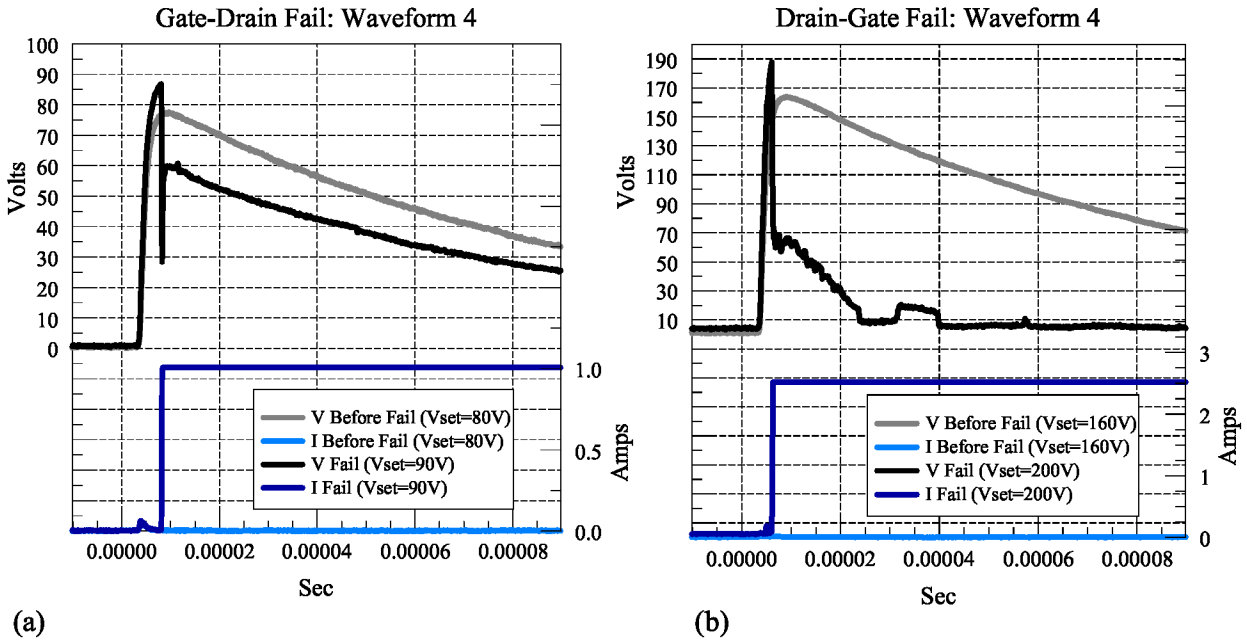 (a)
Gate-Drain Fail: Waveform 4
100
90
80
70
60
50
40
30
20
10
0
Volts
1.0
0.5
0.0
Amps
V Before Fail (Vset=80V)
I Before Fail (Vset=80V)
V Fail (Vset=90V)
I Fail (Vset=90V)
0.00000 0.00002 0.00004 0.00006 0.00008
Sec
(a)
Drain-Gate Fail: Waveform 4
190
170
150
130
110
90
70
50
30
10
Volts
3
2
1
0
Amps
V Before Fail (Vset=160V)
I Before Fail (Vset=160V)
V Fail (Vset=200V)
I Fail (Vset=200V)
0.00000 0.00002 0.00004 0.00006 0.00008
Sec
(b)